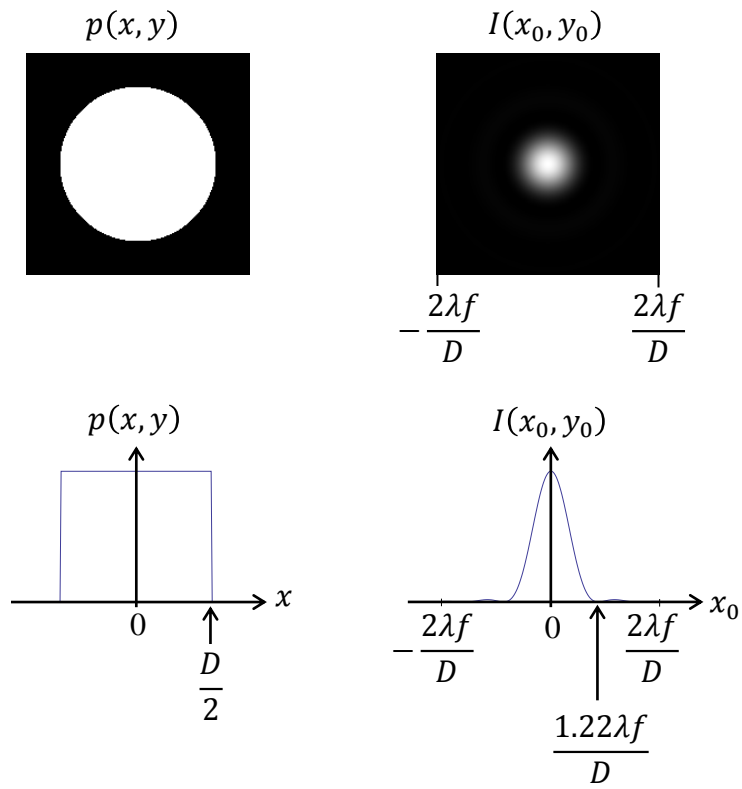 p(x, y)
I(x₀, y₀)
− 2λf/D
2λf/D
p(x, y)
I(x₀, y₀)
x
0
D/2
x₀
− 2λf/D
0
2λf/D
1.22λf/D